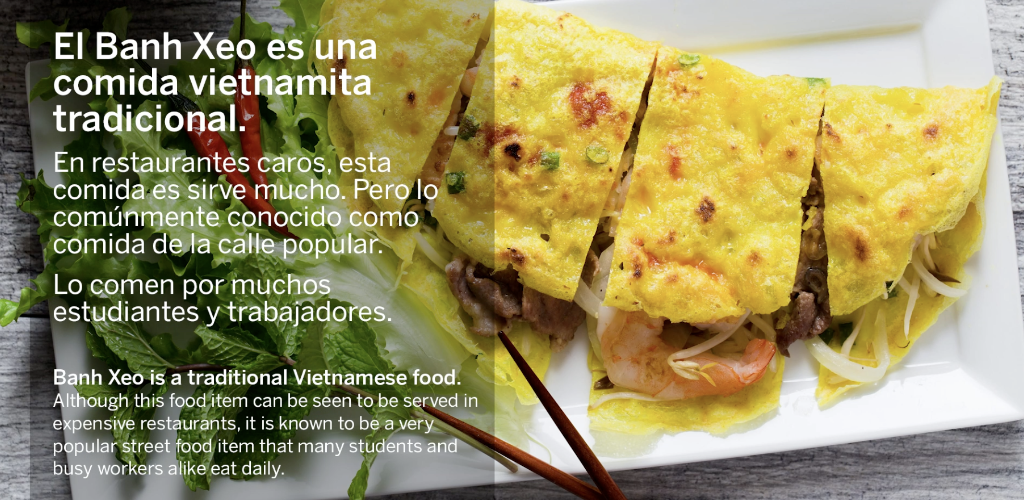 El Banh Xeo es una
comida vietnamita
tradicional.
En restaurantes caros, esta
comida es sirve mucho. Pero lo
comúnmente conocido como
comida de la calle popular.
Lo comen por muchos
estudiantes y trabajadores.
Banh Xeo is a traditional Vietnamese food.
Although this food item can be seen to be served in
expensive restaurants, it is known to be a very
popular street food item that many students and
busy workers alike eat daily.